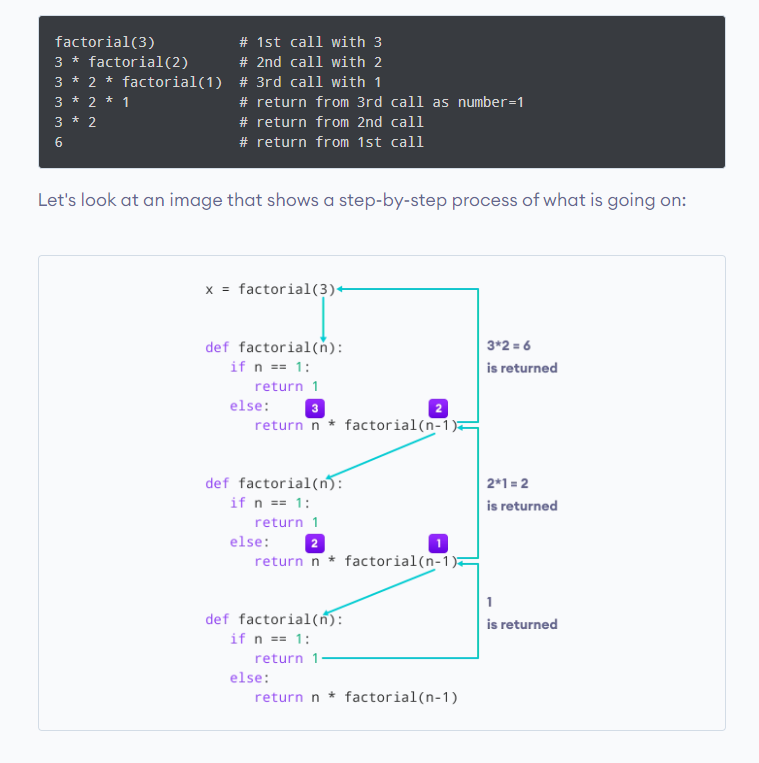 factorial(3)          # 1st call with 3
3 * factorial(2)      # 2nd call with 2
3 * 2 * factorial(1)  # 3rd call with 1
3 * 2 * 1             # return from 3rd call as number=1
3 * 2                 # return from 2nd call
6                     # return from 1st call
Let's look at an image that shows a step-by-step process of what is going on:
x = factorial(3)
def factorial(n):
if n == 1:
return 1
else:
3 2
return n * factorial(n-1)
3*2 = 6
is returned
def factorial(n):
if n == 1:
return 1
else:
2 1
return n * factorial(n-1)
2*1 = 2
is returned
def factorial(n):
if n == 1:
return 1
else:
return n * factorial(n-1)
1
is returned